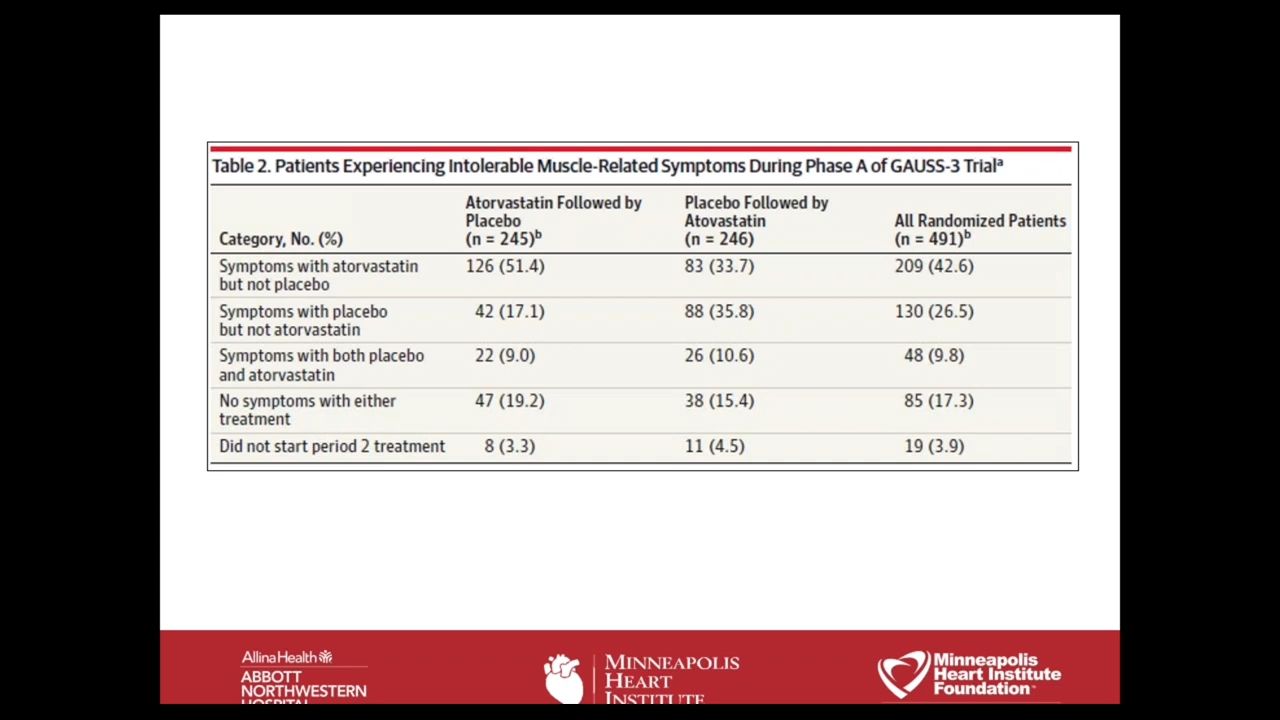 Table 2. Patients Experiencing Intolerable Muscle-Related Symptoms During Phase A of GAUSS-3 Trialᵃ
Category, No. (%)
Atorvastatin Followed by
Placebo
(n = 245)ᵇ
Placebo Followed by
Atovastatin
(n = 246)
All Randomized Patients
(n = 491)ᵇ
Symptoms with atorvastatin
but not placebo
126 (51.4)
83 (33.7)
209 (42.6)
Symptoms with placebo
but not atorvastatin
42 (17.1)
88 (35.8)
130 (26.5)
Symptoms with both placebo
and atorvastatin
22 (9.0)
26 (10.6)
48 (9.8)
No symptoms with either
treatment
47 (19.2)
38 (15.4)
85 (17.3)
Did not start period 2 treatment
8 (3.3)
11 (4.5)
19 (3.9)
Allina Health
ABBOTT
NORTHWESTERN
HOSPITAL
MINNEAPOLIS
HEART
INSTITUTE
Minneapolis
Heart Institute
Foundation